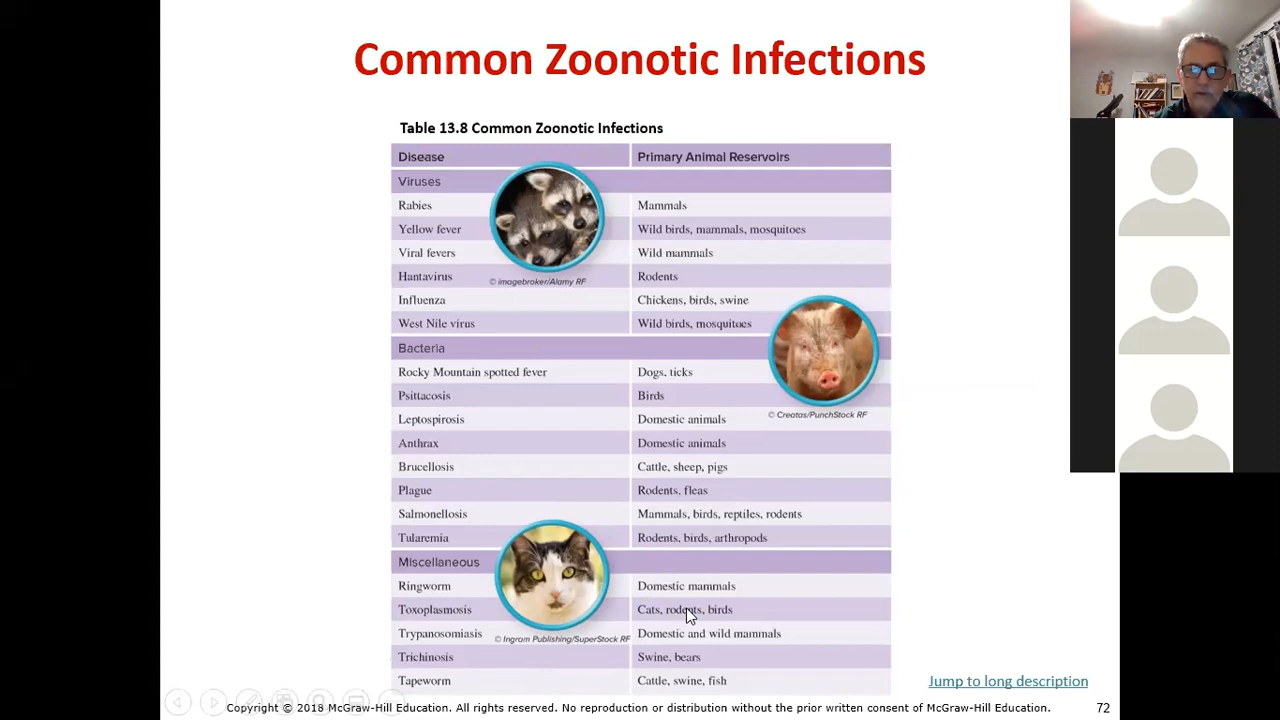 Common Zoonotic Infections
Table 13.8 Common Zoonotic Infections
Disease Primary Animal Reservoirs
Viruses
Rabies Mammals
Yellow fever Wild birds, mammals, mosquitoes
Viral fevers Wild mammals
Hantavirus Rodents
© imagebroker/Alamy RF
Influenza Chickens, birds, swine
West Nile virus Wild birds, mosquitoes
Bacteria
Rocky Mountain spotted fever Dogs, ticks
Psittacosis Birds
© Creatas/PunchStock RF
Leptospirosis Domestic animals
Anthrax Domestic animals
Brucellosis Cattle, sheep, pigs
Plague Rodents, fleas
Salmonellosis Mammals, birds, reptiles, rodents
Tularemia Rodents, birds, arthropods
Miscellaneous
Ringworm Domestic mammals
Toxoplasmosis Cats, rodents, birds
Trypanosomiasis Domestic and wild mammals
© Ingram Publishing/SuperStock RF
Trichinosis Swine, bears
Tapeworm Cattle, swine, fish
Jump to long description
Copyright © 2018 McGraw-Hill Education. All rights reserved. No reproduction or distribution without the prior written consent of McGraw-Hill Education. 72